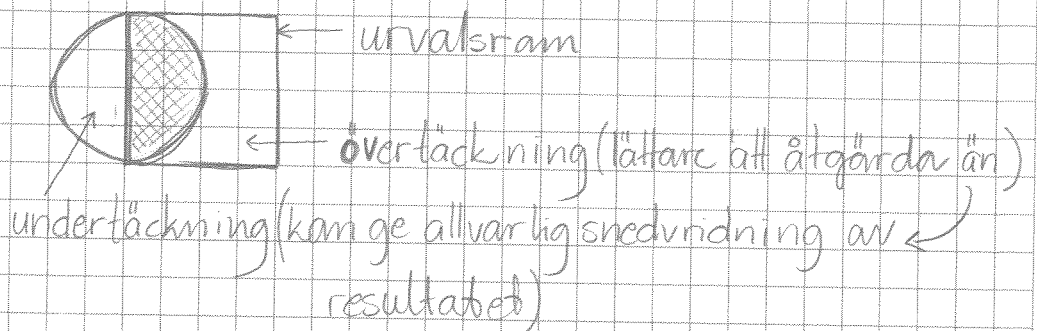 urvalsram
övertäckning (lättare att åtgärda än)
undertäckning (kan ge allvarlig snedvridning av
resultatet)